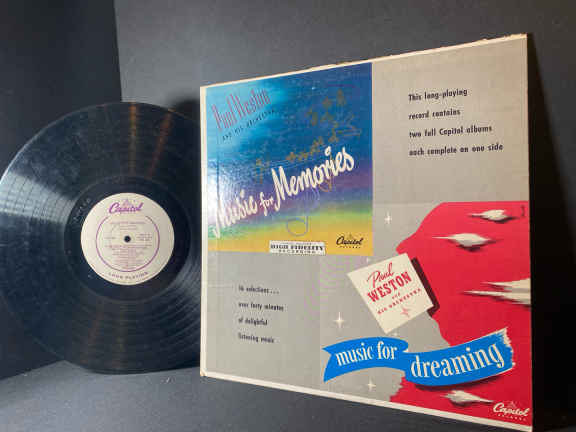 Paul Weston
AND HIS ORCHESTRA
Music for Memories
HIGH FIDELITY
RECORDING
Capitol
This long-playing
record contains
two full Capitol albums
each complete on one side
16 selections...
over forty minutes
of delightful
listening music
Paul
WESTON
and
HIS ORCHESTRA
music for dreaming
Capitol
RECORDS
Capitol
LONG PLAYING